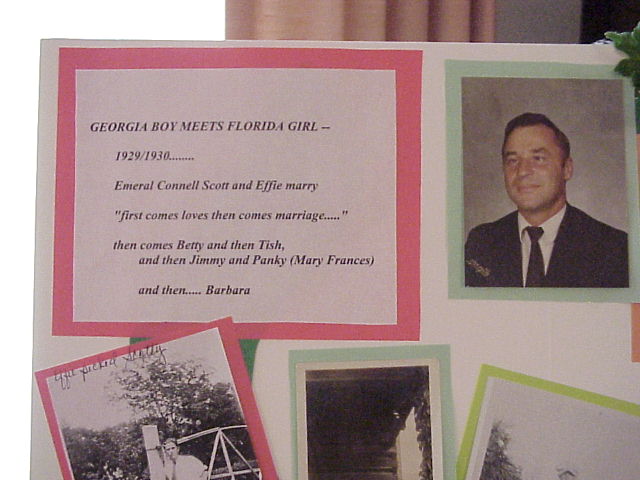 GEORGIA BOY MEETS FLORIDA GIRL --
1929/1930........
Emeral Connell Scott and Effie marry
"first comes loves then comes marriage....."
then comes Betty and then Tish,
and then Jimmy and Panky (Mary Frances)
and then..... Barbara